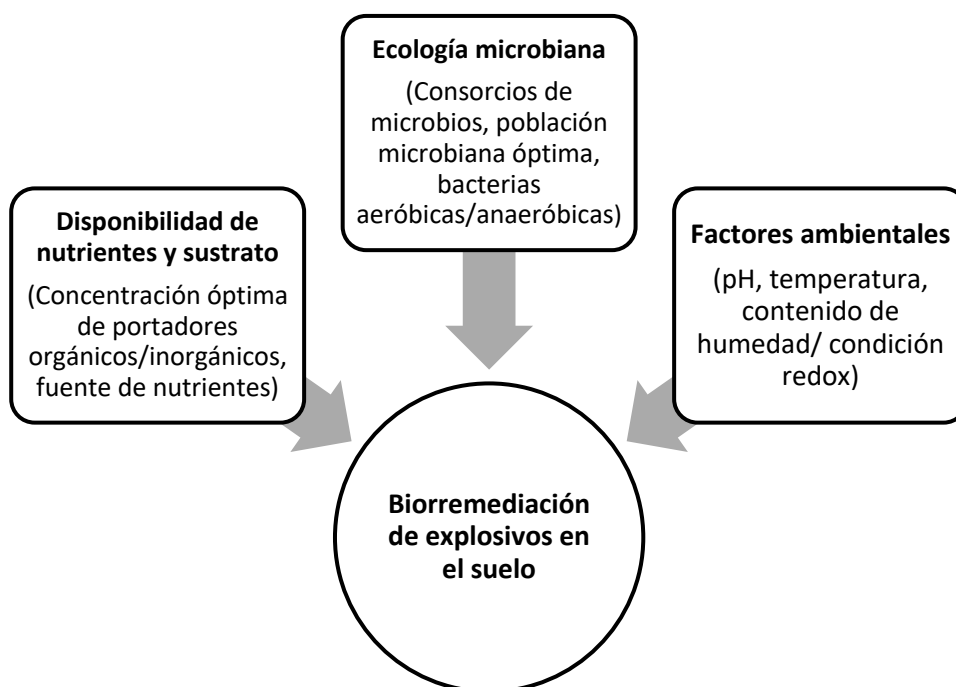 Ecología microbiana
(Consorcios de
microbios, población
microbiana óptima,
bacterias
aeróbicas/anaeróbicas)
Disponibilidad de
nutrientes y sustrato
(Concentración óptima
de portadores
orgánicos/inorgánicos,
fuente de nutrientes)
Factores ambientales
(pH, temperatura,
contenido de
humedad/ condición
redox)
Biorremediación
de explosivos en
el suelo